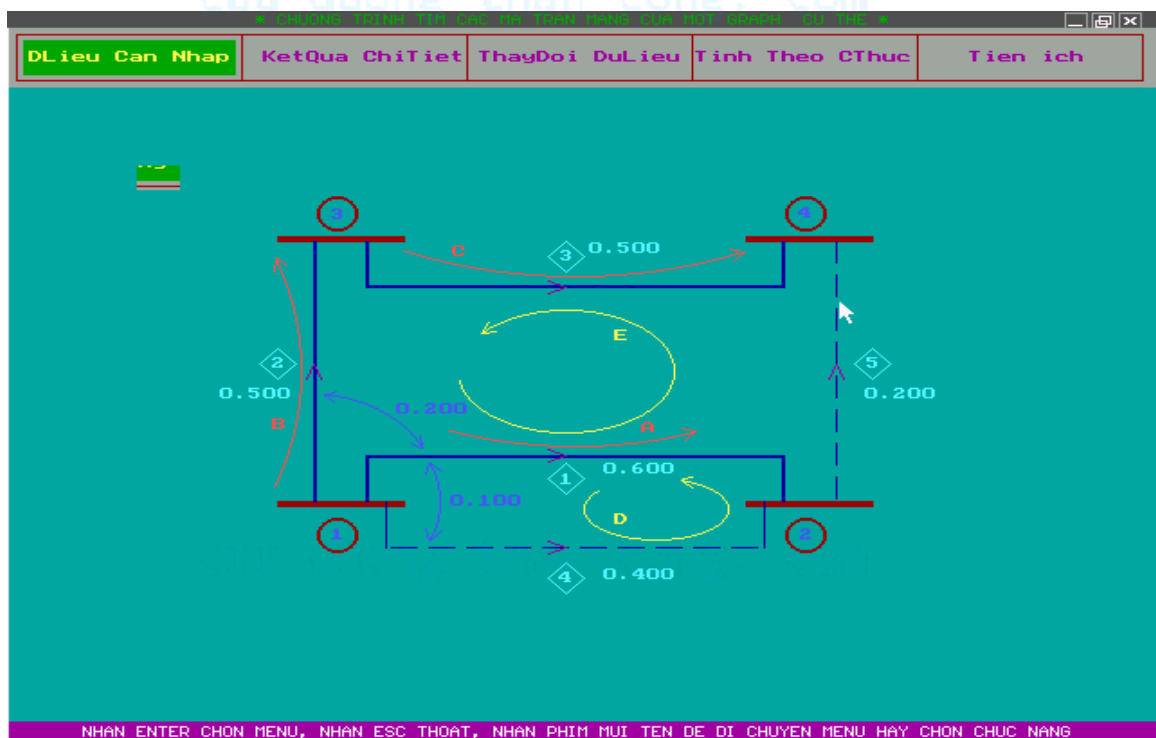 * CHUONG TRINH TIM CAC MA TRAN MANG CUA MOT GRAPH CU THE *
DLieu Can Nhap KetQua ChiTiet ThayDoi DuLieu Tinh Theo CThuc Tien ich
3 4
C 3 0.500
E
2 5
0.500 0.200
0.200
B A
1 0.600
0.100
D
1 2
4 0.400
NHAN ENTER CHON MENU, NHAN ESC THOAT, NHAN PHIM MUI TEN DE DI CHUYEN MENU HAY CHON CHUC NANG